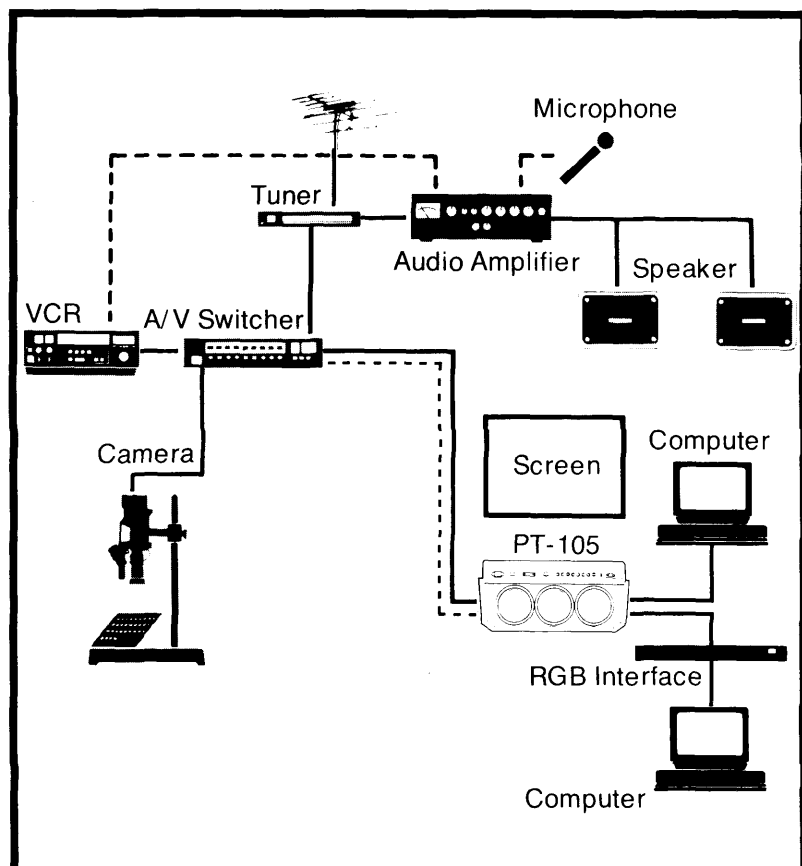 Microphone
Tuner
Audio Amplifier
Speaker
VCR
A/V Switcher
Camera
Screen
Computer
PT-105
RGB Interface
Computer